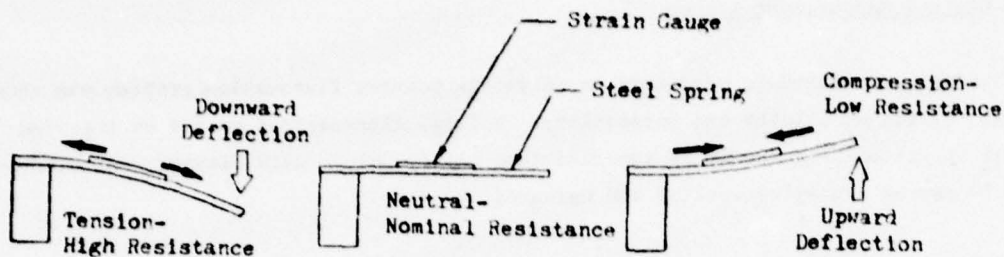 Strain Gauge
Steel Spring
Downward
Deflection
Compression-
Low Resistance
Tension-
High Resistance
Neutral-
Nominal Resistance
Upward
Deflection